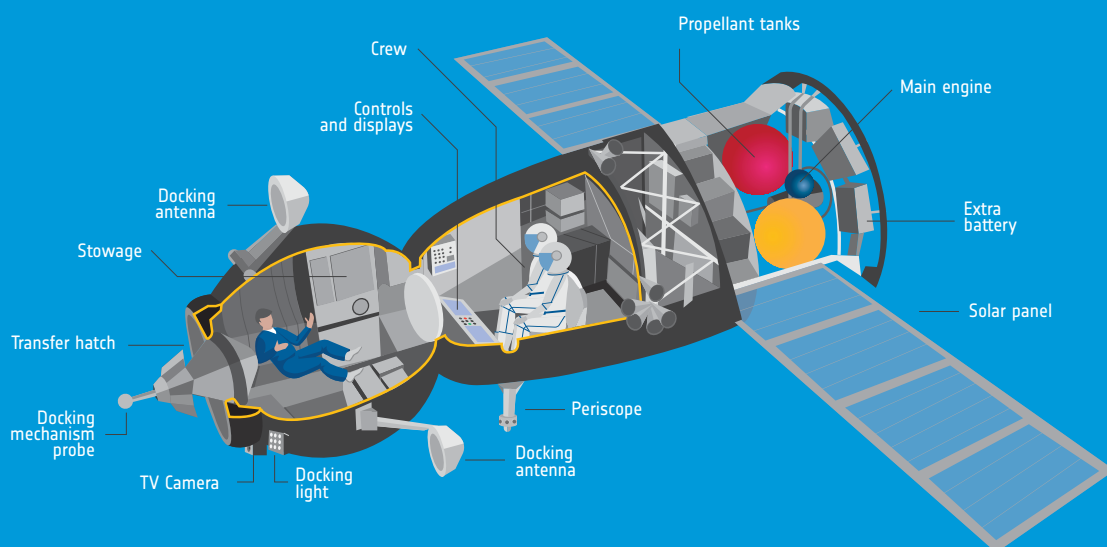 Propellant tanks
Crew
Main engine
Controls
and displays
Docking
antenna
Extra
battery
Stowage
Solar panel
Transfer hatch
Periscope
Docking
mechanism
probe
Docking
antenna
TV Camera
Docking
light